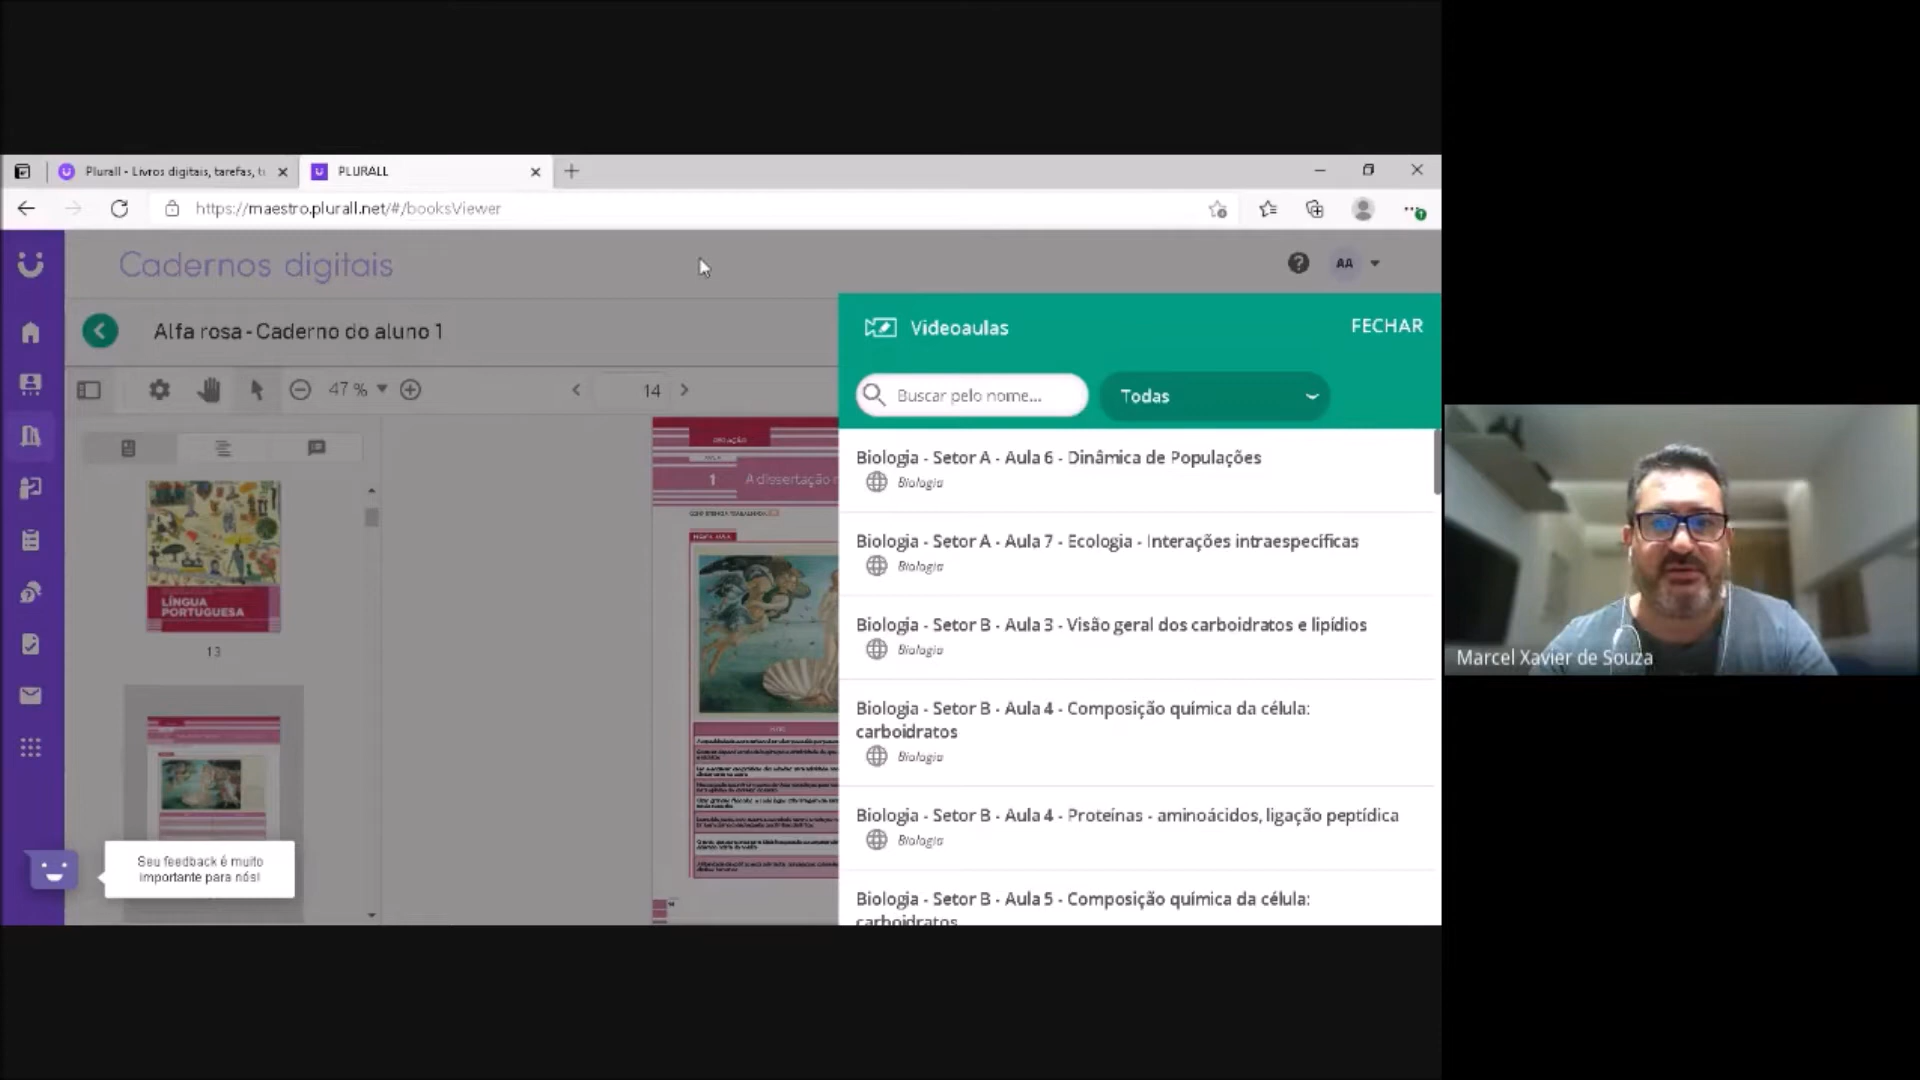 Plurall - Livros digitais, tarefas, t
PLURALL
https://maestro.plurall.net/#/booksViewer
Cadernos digitais
AA
Alfa rosa - Caderno do aluno 1
47 %
14
1 A dissertação
LÍNGUA
PORTUGUESA
13
Seu feedback é muito
importante para nós!
Videoaulas
FECHAR
Buscar pelo nome...
Todas
Biologia - Setor A - Aula 6 - Dinâmica de Populações
Biologia
Biologia - Setor A - Aula 7 - Ecologia - Interações intraespecíficas
Biologia
Biologia - Setor B - Aula 3 - Visão geral dos carboidratos e lipídios
Biologia
Biologia - Setor B - Aula 4 - Composição química da célula:
carboidratos
Biologia
Biologia - Setor B - Aula 4 - Proteínas - aminoácidos, ligação peptídica
Biologia
Biologia - Setor B - Aula 5 - Composição química da célula:
carboidratos
Marcel Xavier de Souza